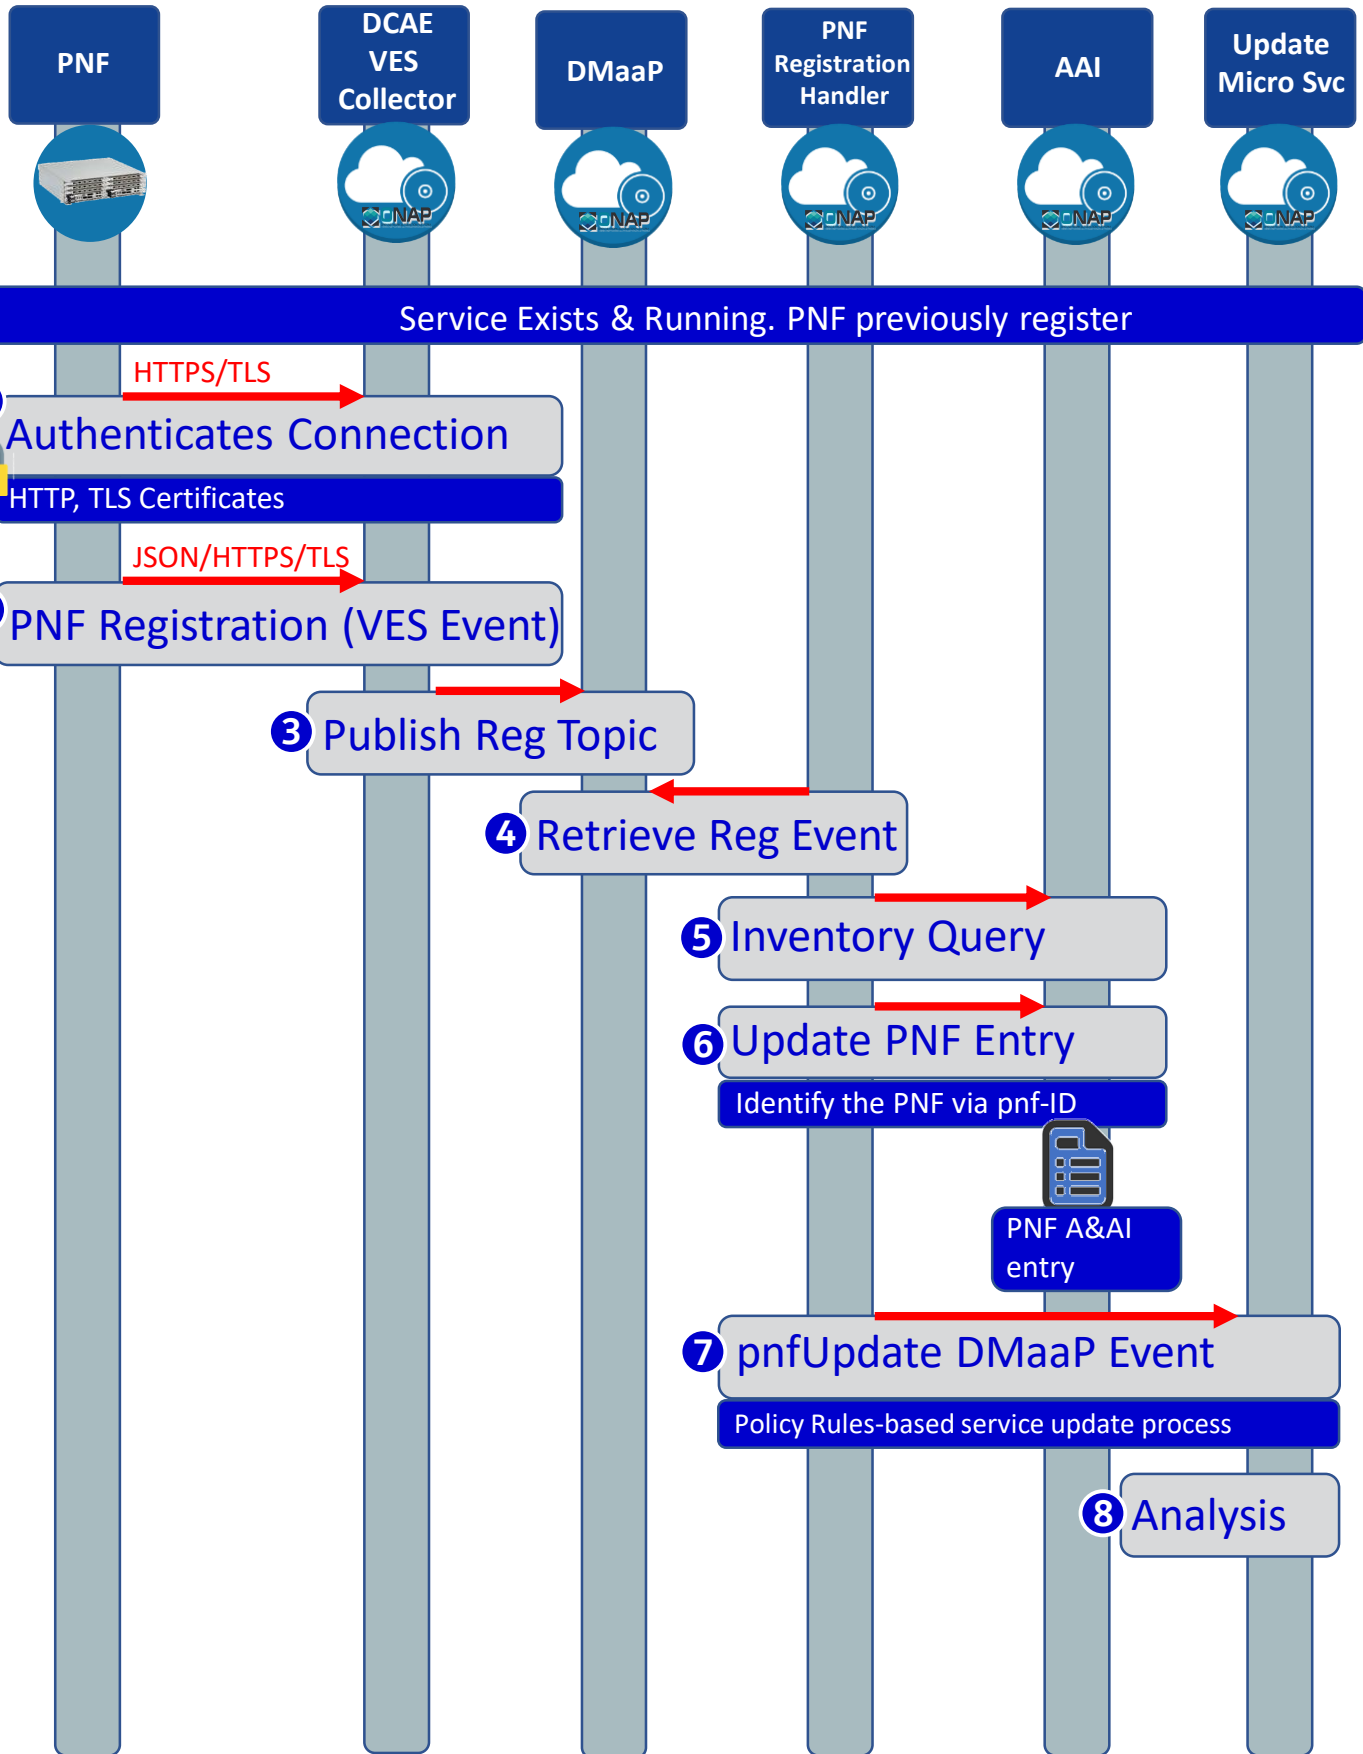 PNF
DCAE
VES
Collector
DMaaP
PNF
Registration
Handler
AAI
Update
Micro Svc
ONAP
ONAP
ONAP
ONAP
ONAP
Service Exists & Running. PNF previously register
HTTPS/TLS
Authenticates Connection
HTTP, TLS Certificates
JSON/HTTPS/TLS
PNF Registration (VES Event)
3 Publish Reg Topic
4 Retrieve Reg Event
5 Inventory Query
6 Update PNF Entry
Identify the PNF via pnf-ID
PNF A&AI
entry
7 pnfUpdate DMaaP Event
Policy Rules-based service update process
8 Analysis